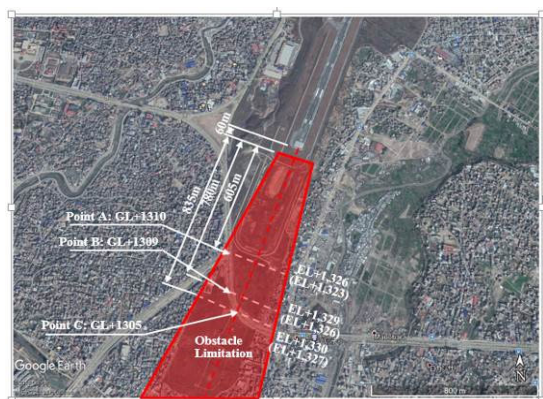 60m
835m
780m
605m
Point A: GL+1310
Point B: GL+1309
EL+1,326
(EL+1,323)
EL+1,329
(EL+1,326)
Point C: GL+1305
EL+1,330
(EL+1,327)
Obstacle
Limitation
Google Earth
N
800 m